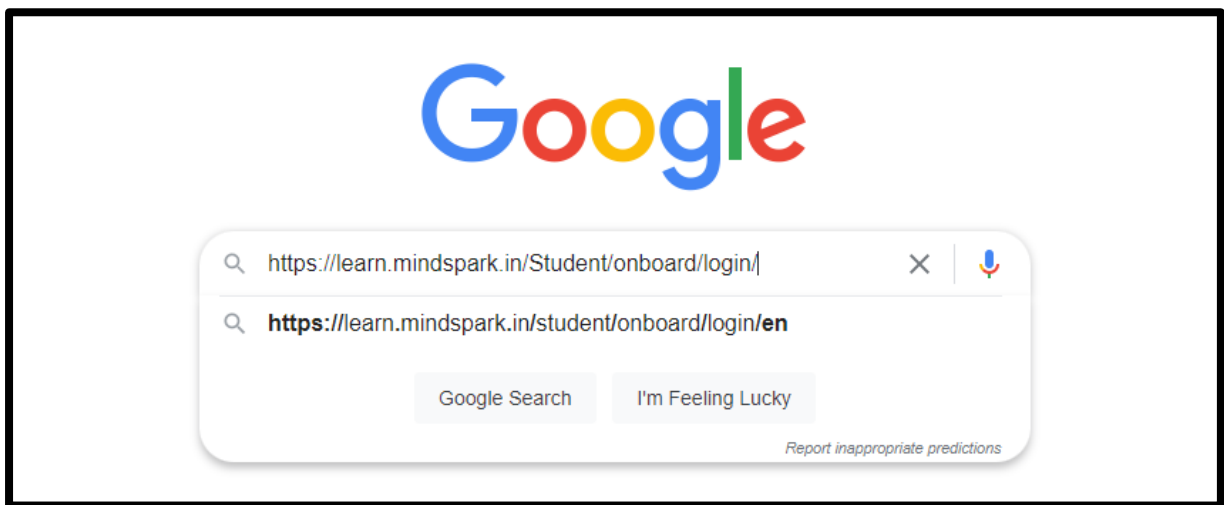 Google
https://learn.mindspark.in/Student/onboard/login/
https://learn.mindspark.in/student/onboard/login/en
Google Search I'm Feeling Lucky
Report inappropriate predictions